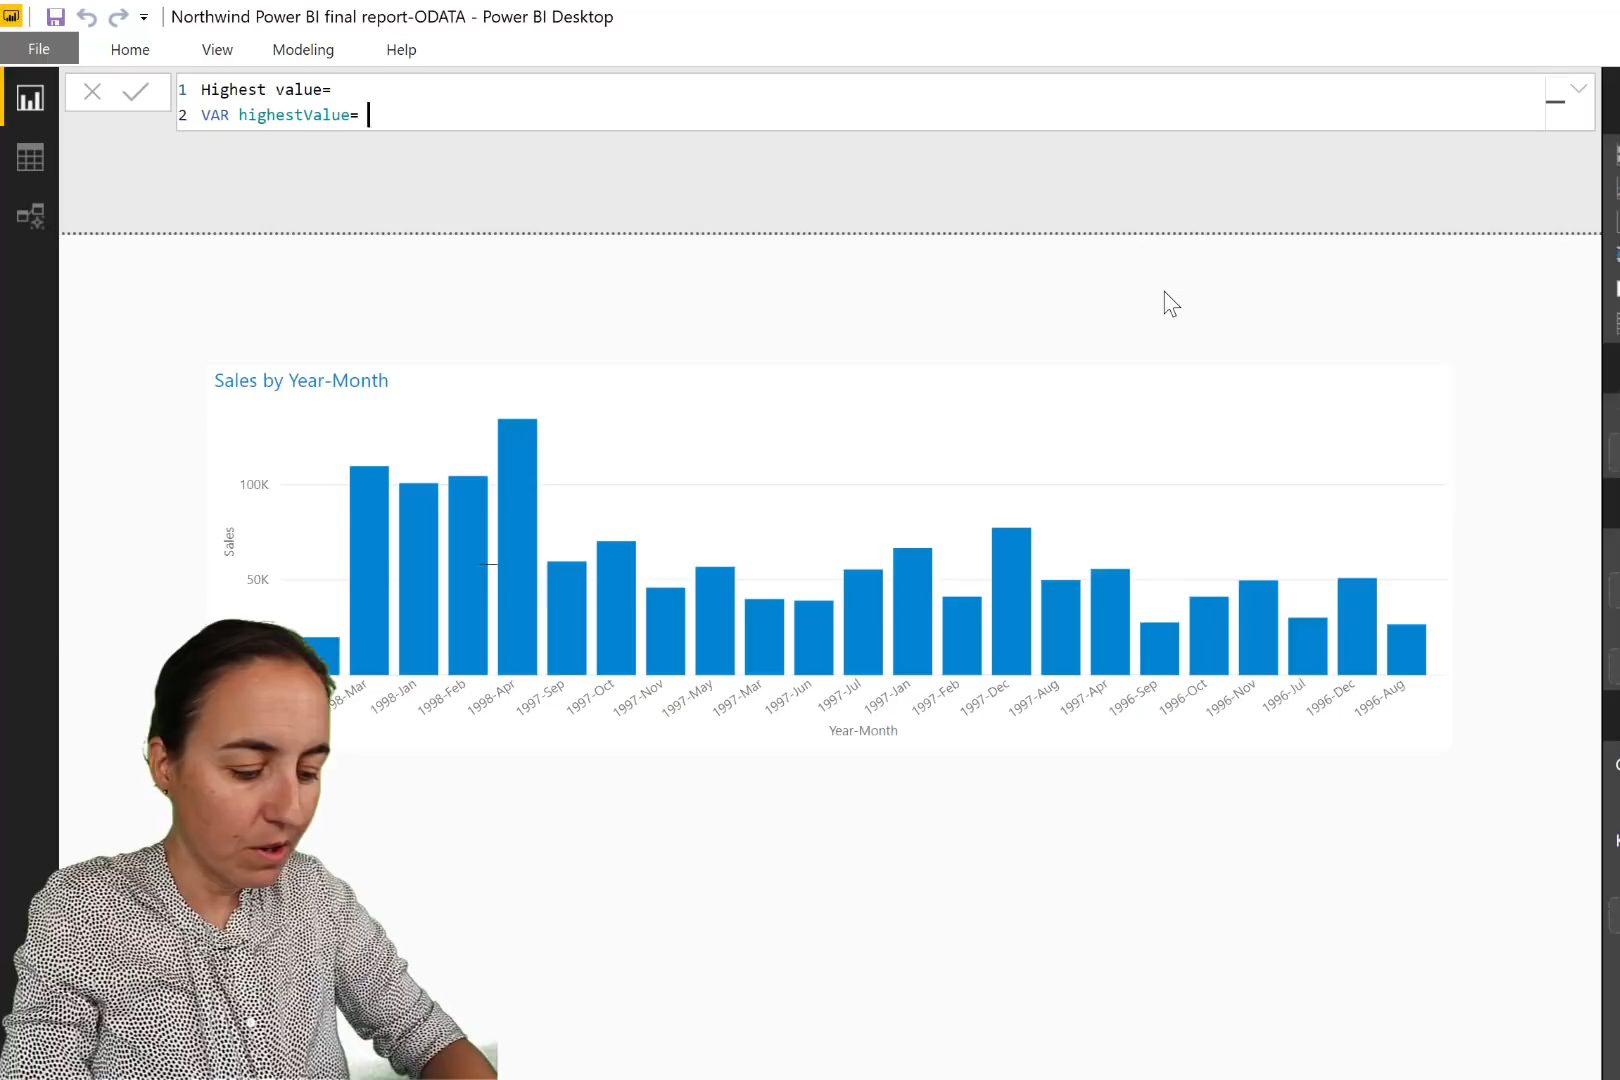 Northwind Power BI final report-ODATA - Power BI Desktop
File Home View Modeling Help
1 Highest value=
2 VAR highestValue=
Sales by Year-Month
100K
50K
Sales
98-Mar 1998-Jan 1998-Feb 1998-Apr 1997-Sep 1997-Oct 1997-Nov 1997-May 1997-Mar 1997-Jun 1997-Jul 1997-Jan 1997-Feb 1997-Dec 1997-Aug 1997-Apr 1996-Sep 1996-Oct 1996-Nov 1996-Jul 1996-Dec 1996-Aug
Year-Month